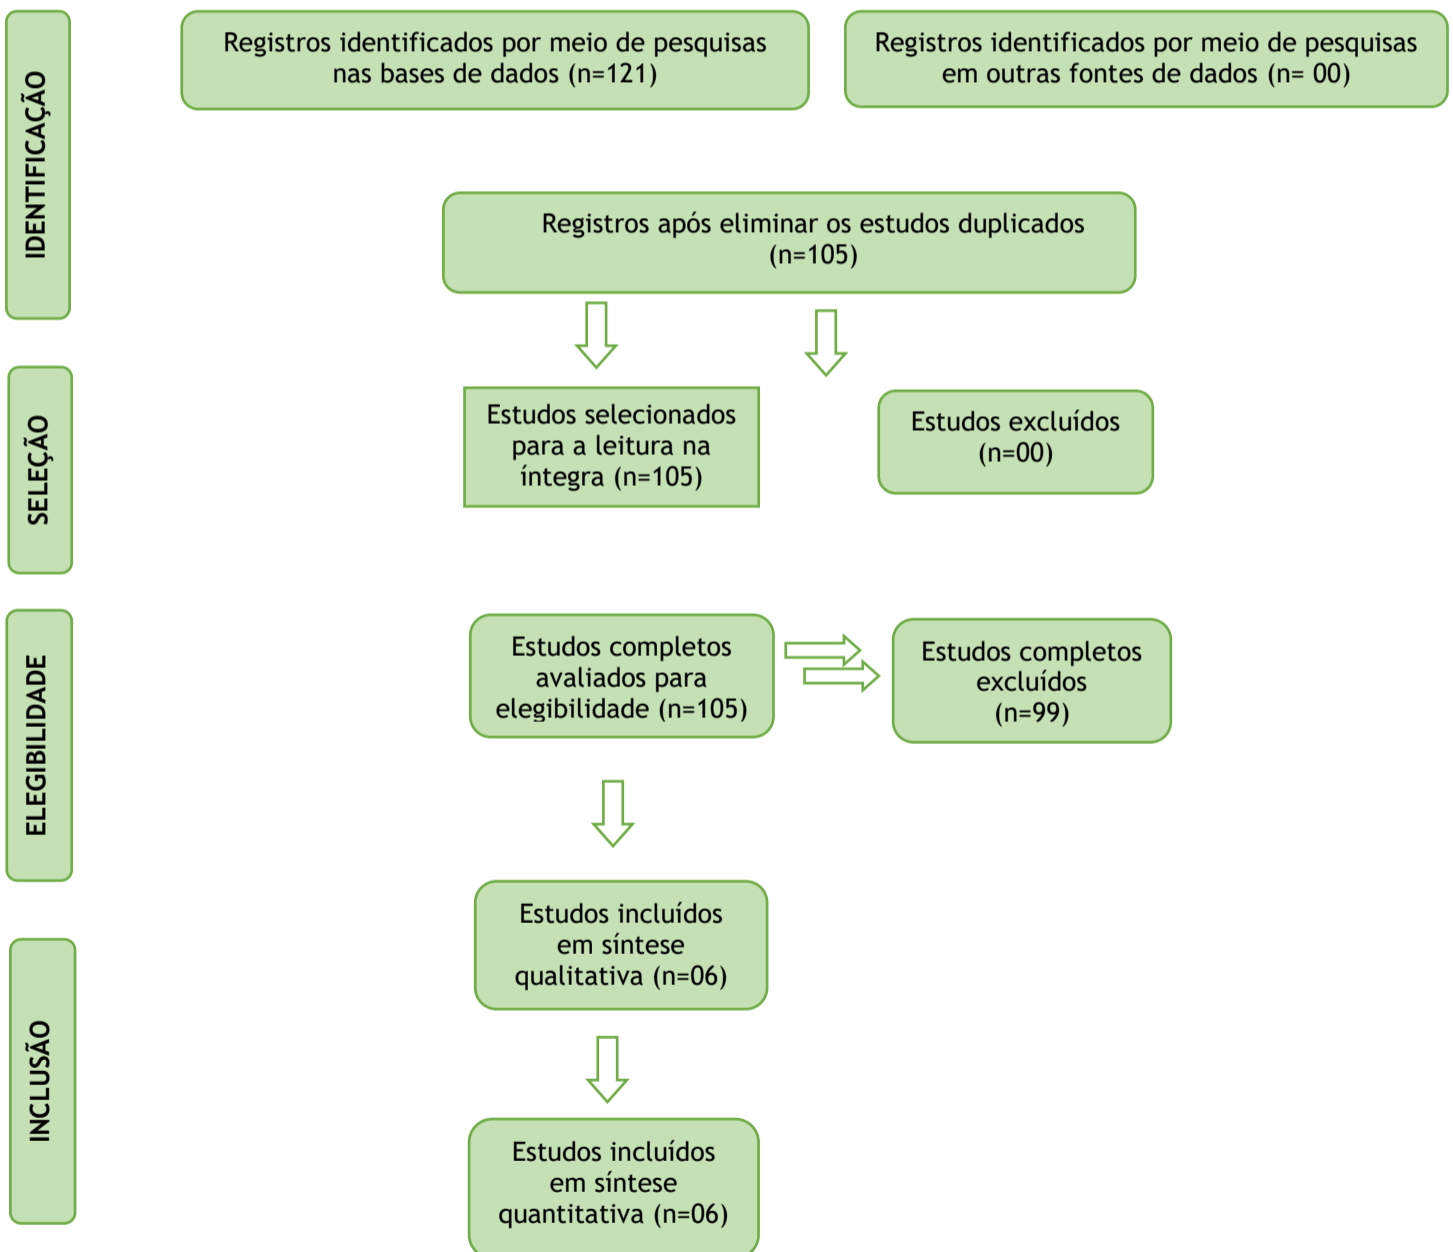 IDENTIFICAÇÃO
Registros identificados por meio de pesquisas
nas bases de dados (n=121)
Registros identificados por meio de pesquisas
em outras fontes de dados (n= 00)
Registros após eliminar os estudos duplicados
(n=105)
SELEÇÃO
Estudos selecionados
para a leitura na
íntegra (n=105)
Estudos excluídos
(n=00)
ELEGIBILIDADE
Estudos completos
avaliados para
elegibilidade (n=105)
Estudos completos
excluídos
(n=99)
INCLUSÃO
Estudos incluídos
em síntese
qualitativa (n=06)
Estudos incluídos
em síntese
quantitativa (n=06)